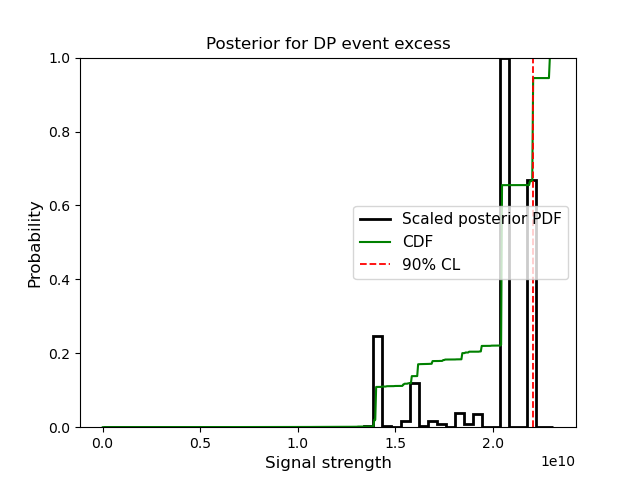 Posterior for DP event excess
Probability
1.0
0.8
0.6
0.4
0.2
0.0
Scaled posterior PDF
CDF
90% CL
0.0 0.5 1.0 1.5 2.0
1e10
Signal strength